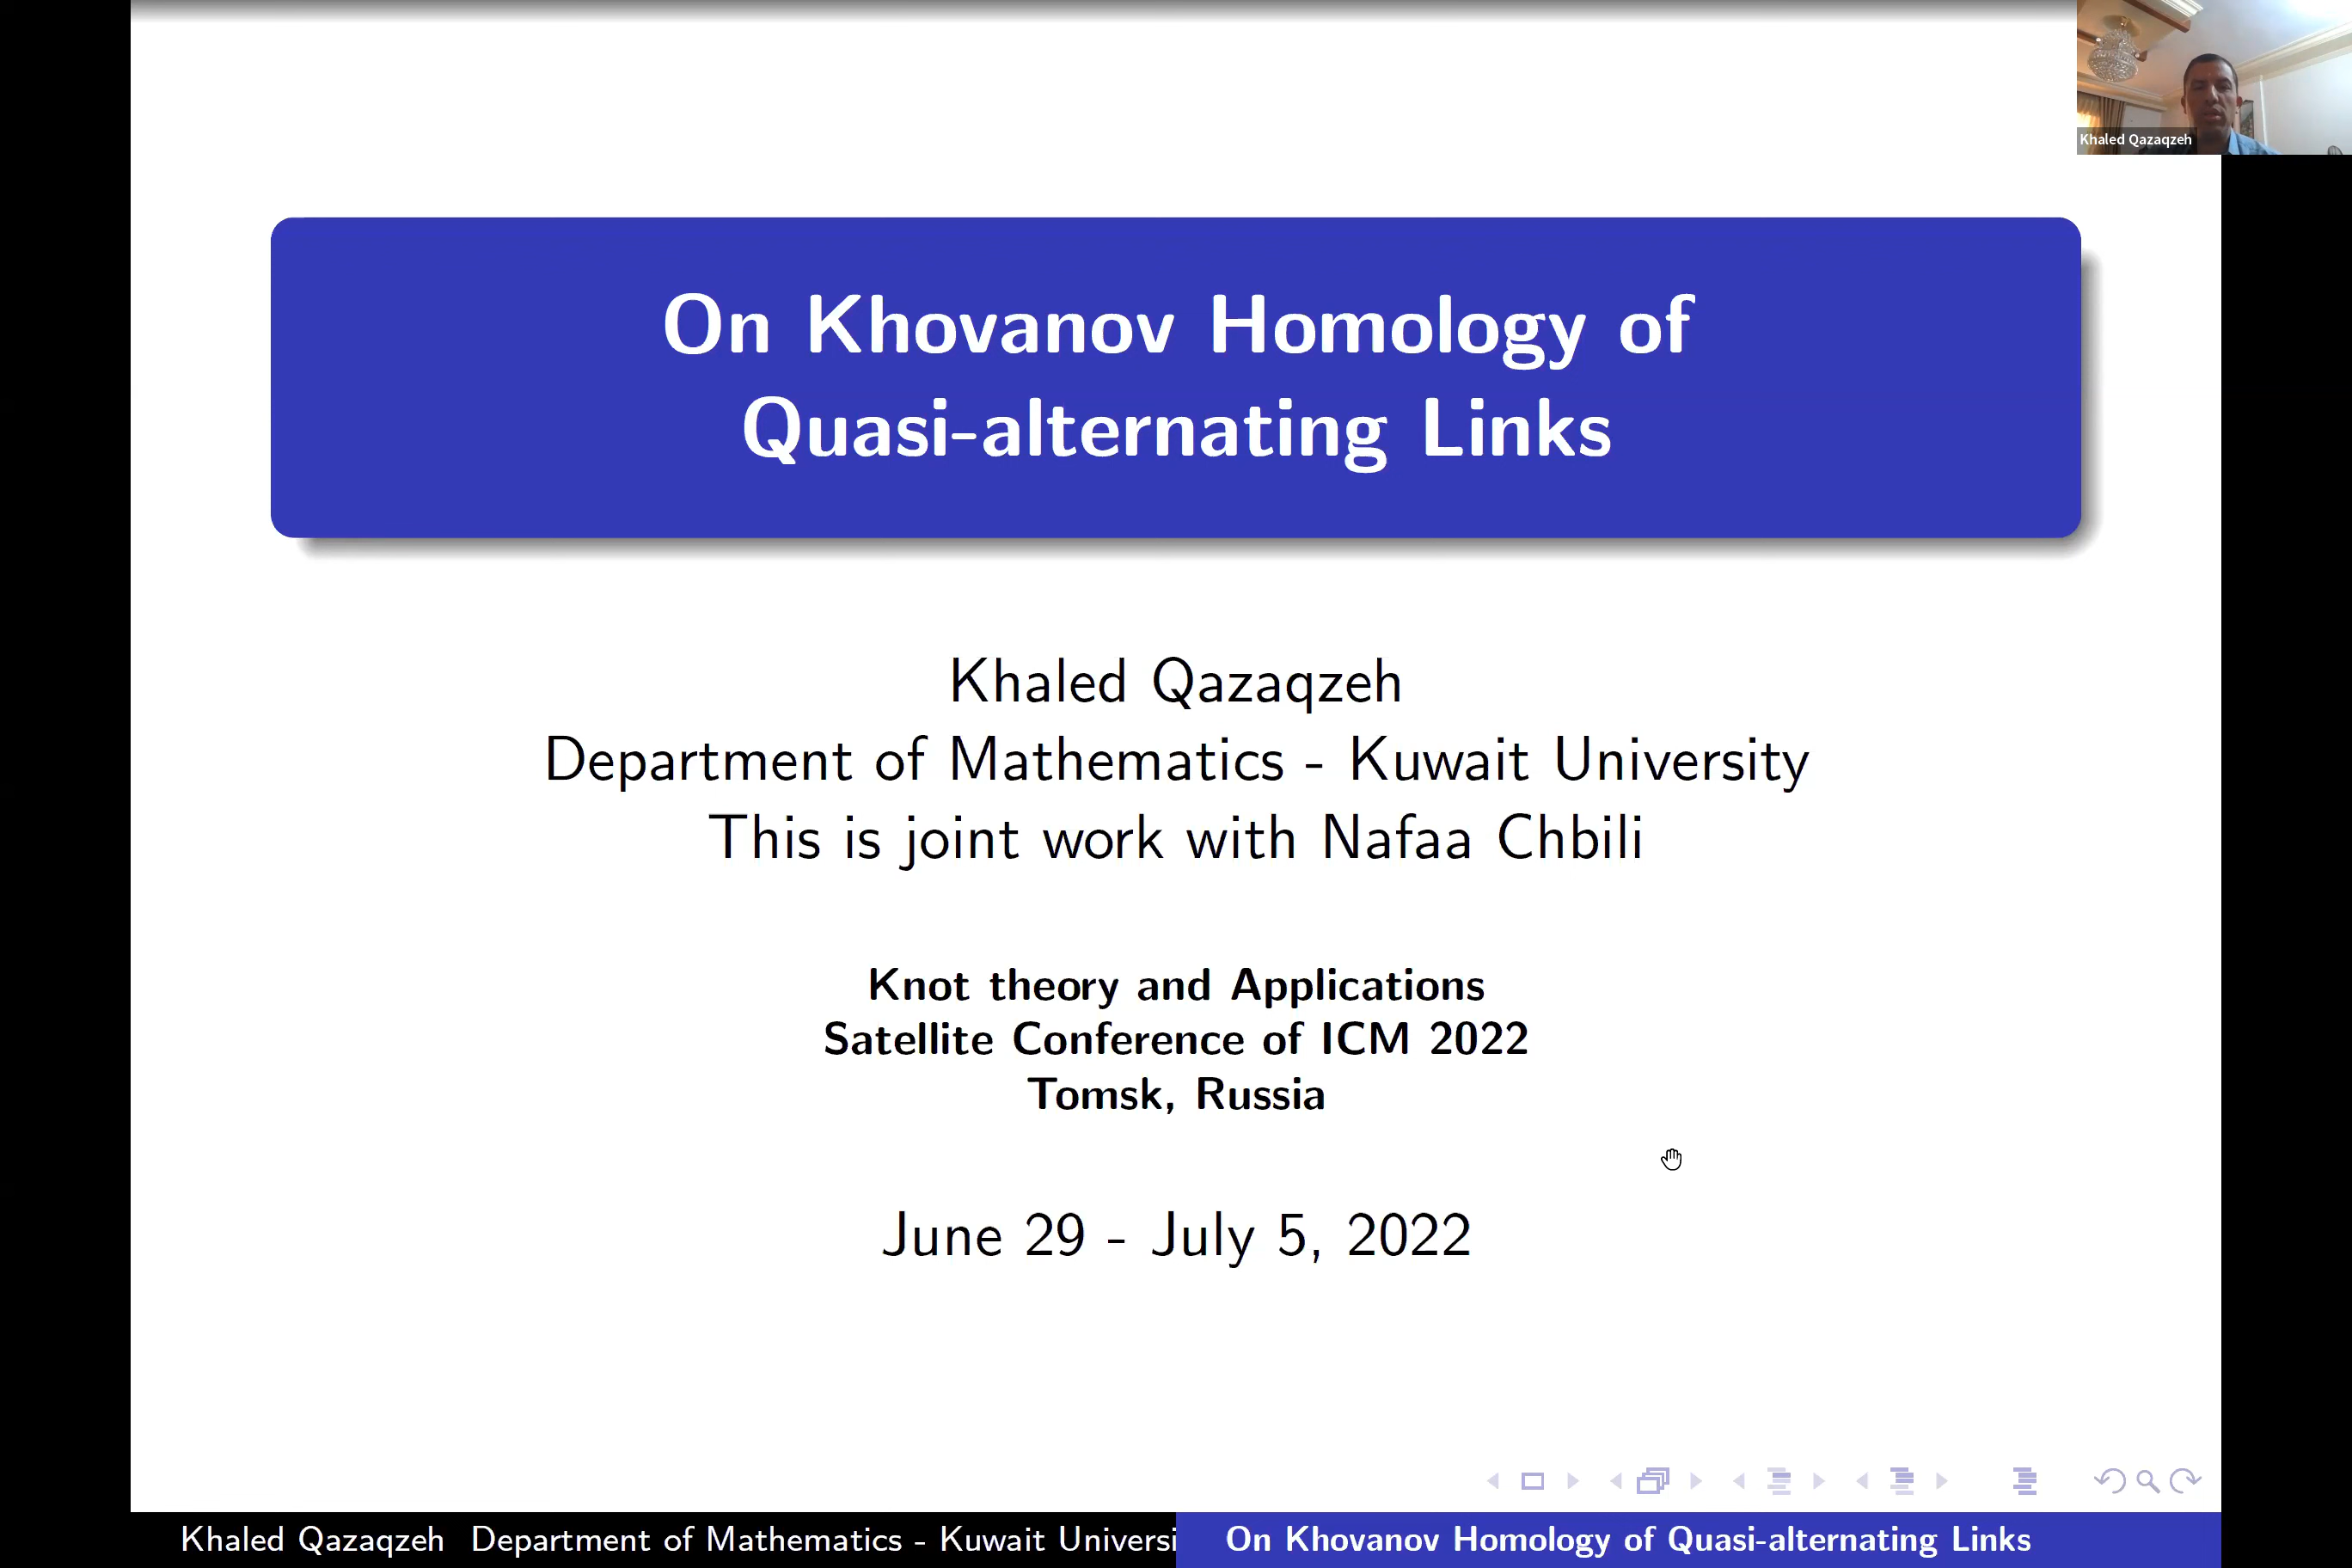 Khaled Qazaqzeh
On Khovanov Homology of
Quasi-alternating Links
Khaled Qazaqzeh
Department of Mathematics - Kuwait University
This is joint work with Nafaa Chbili
Knot theory and Applications
Satellite Conference of ICM 2022
Tomsk, Russia
June 29 - July 5, 2022
Khaled Qazaqzeh Department of Mathematics - Kuwait Universi
On Khovanov Homology of Quasi-alternating Links